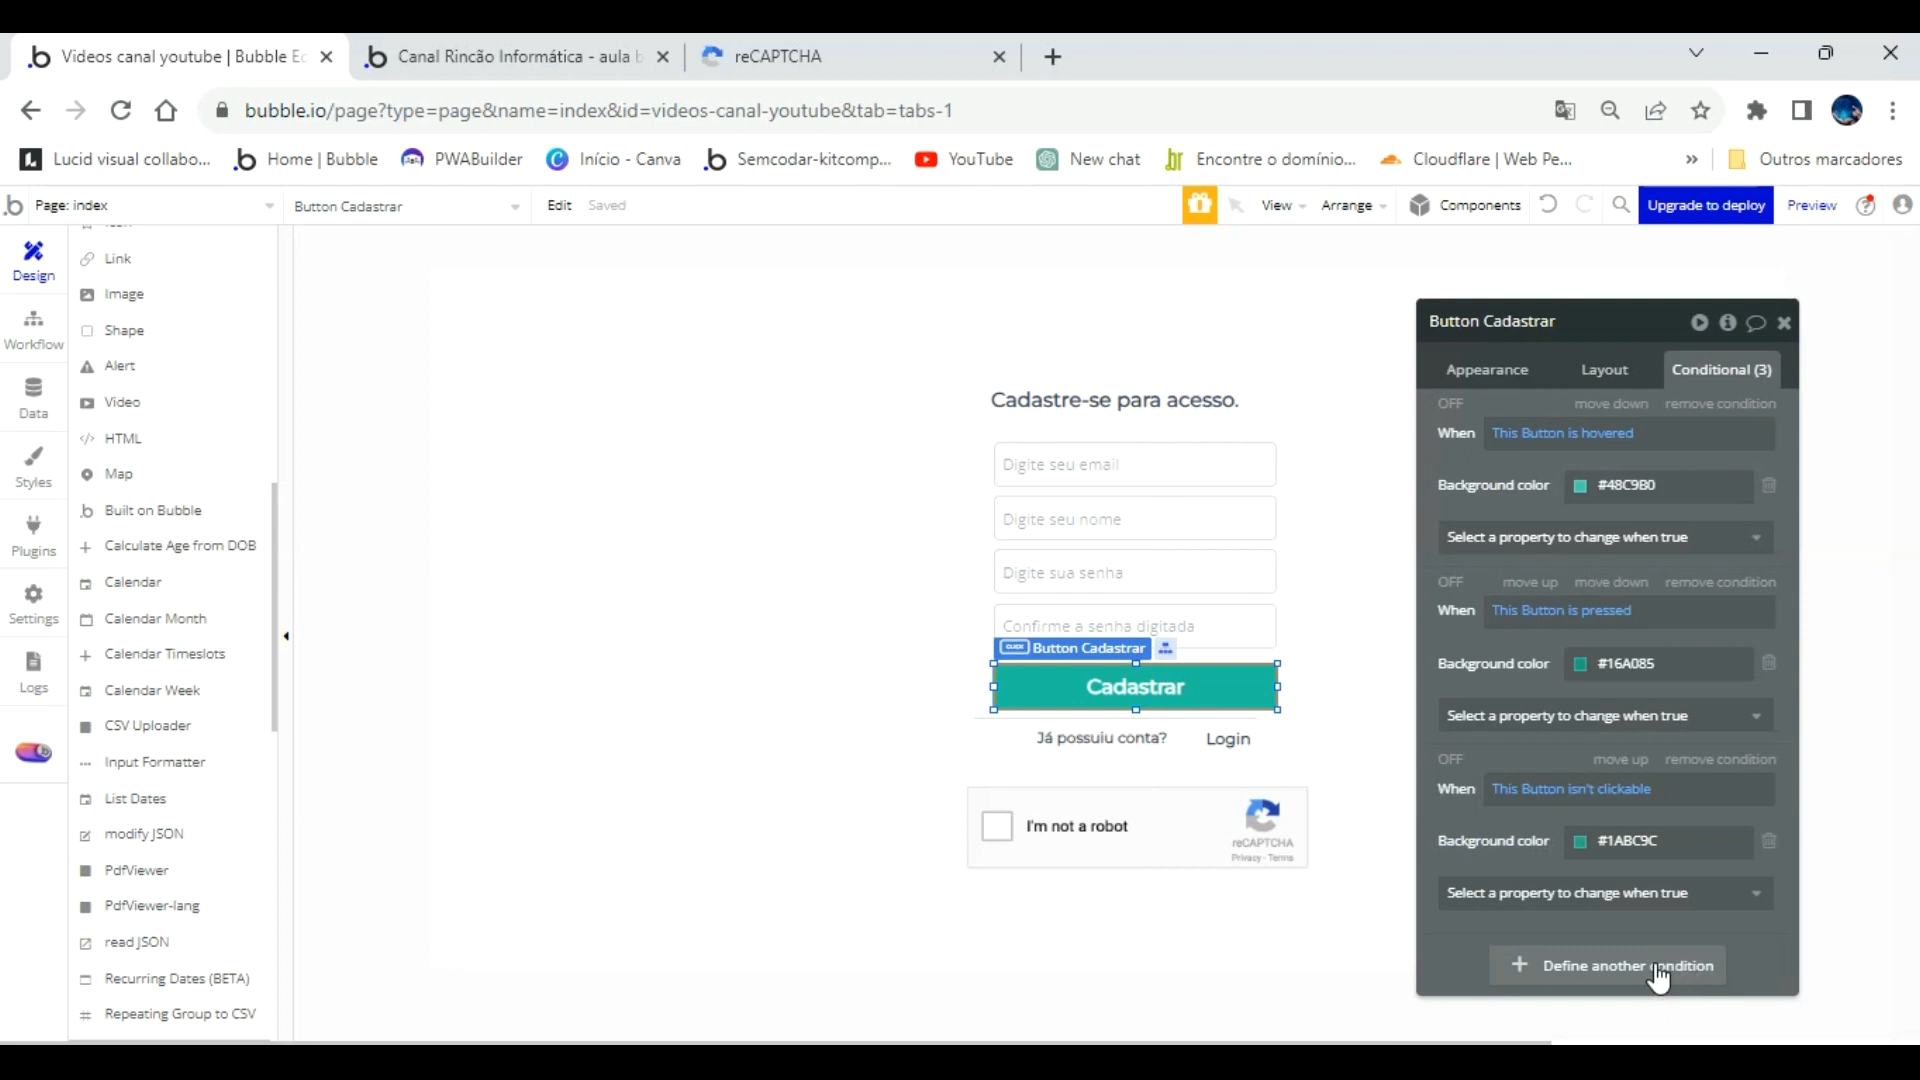 Videos canal youtube | Bubble Ec
Canal Rincão Informática - aula b
reCAPTCHA
bubble.io/page?type=page&name=index&id=videos-canal-youtube&tab=tabs-1
Lucid visual collabo...
Home | Bubble
PWABuilder
Início - Canva
Semcodar-kitcomp...
YouTube
New chat
Encontre o domínio...
Cloudflare | Web Pe...
Outros marcadores
Page: index
Button Cadastrar
Edit
Saved
View
Arrange
Components
Upgrade to deploy
Preview
Design
Workflow
Data
Styles
Plugins
Settings
Logs
Link
Image
Shape
Alert
Video
HTML
Map
Built on Bubble
Calculate Age from DOB
Calendar
Calendar Month
Calendar Timeslots
Calendar Week
CSV Uploader
Input Formatter
List Dates
modify JSON
PdfViewer
PdfViewer-lang
read JSON
Recurring Dates (BETA)
Repeating Group to CSV
Cadastre-se para acesso.
Digite seu email
Digite seu nome
Digite sua senha
Confirme a senha digitada
CLICK Button Cadastrar
Cadastrar
Já possuiu conta? Login
I'm not a robot
reCAPTCHA
Privacy - Terms
Button Cadastrar
Appearance Layout Conditional (3)
OFF move down remove condition
When This Button is hovered
Background color #48C9B0
Select a property to change when true
OFF move up move down remove condition
When This Button is pressed
Background color #16A085
Select a property to change when true
OFF move up remove condition
When This Button isn't clickable
Background color #1ABC9C
Select a property to change when true
+ Define another condition